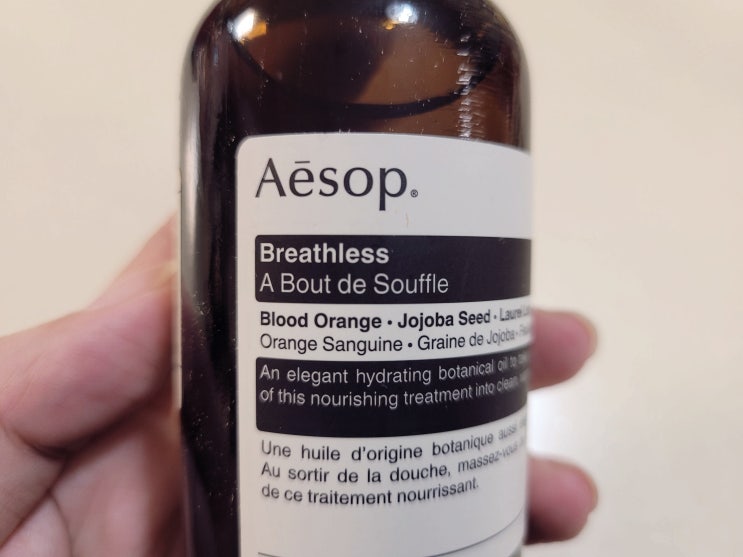 Aēsop®
Breathless
A Bout de Souffle
Blood Orange • Jojoba Seed • Laurel
Orange Sanguine • Graine de Jojoba •
An elegant hydrating botanical oil to
of this nourishing treatment into clean,
Une huile d'origine botanique aussi
Au sortir de la douche, massez-vous
de ce traitement nourrissant.